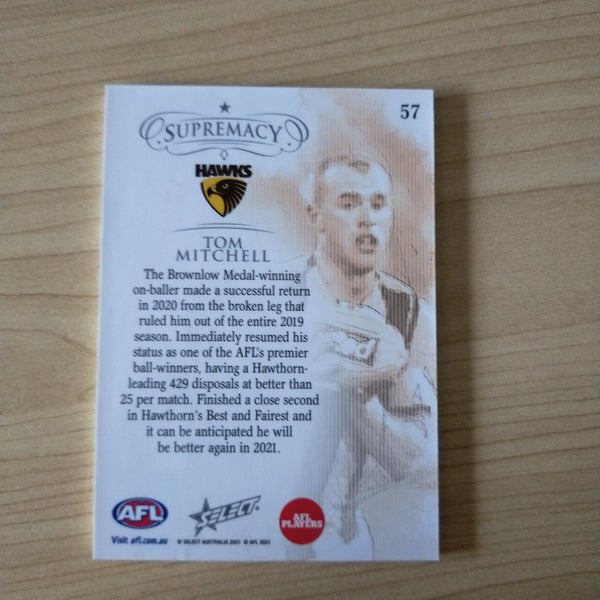 57
SUPREMACY
HAWKS
TOM
MITCHELL
The Brownlow Medal-winning
on-baller made a successful return
in 2020 from the broken leg that
ruled him out of the entire 2019
season. Immediately resumed his
status as one of the AFL's premier
ball-winners, having a Hawthorn-
leading 429 disposals at better than
25 per match. Finished a close second
in Hawthorn's Best and Fairest and
it can be anticipated he will
be better again in 2021.
AFL
SELECT
AFL
PLAYERS
Visit afl.com.au
© SELECT AUSTRALIA 2021 © AFL 2021